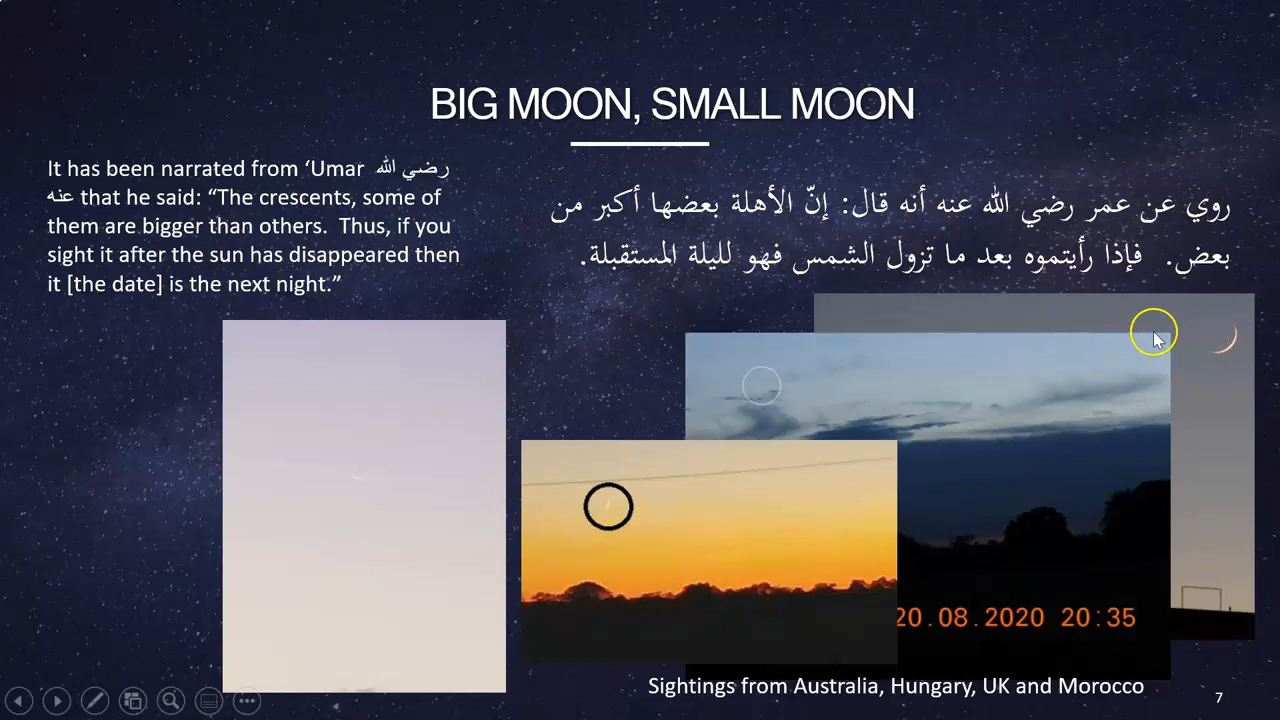 BIG MOON, SMALL MOON
It has been narrated from ‘Umar رضي الله
عنه that he said: “The crescents, some of
them are bigger than others. Thus, if you
sight it after the sun has disappeared then
it [the date] is the next night.”
روي عن عمر رضي الله عنه أنه قال: إنّ الأهلة بعضها أكبر من
بعض. فإذا رأيتموه بعد ما تزول الشمس فهو لليلة المستقبلة.
20.08.2020 20:35
Sightings from Australia, Hungary, UK and Morocco
7